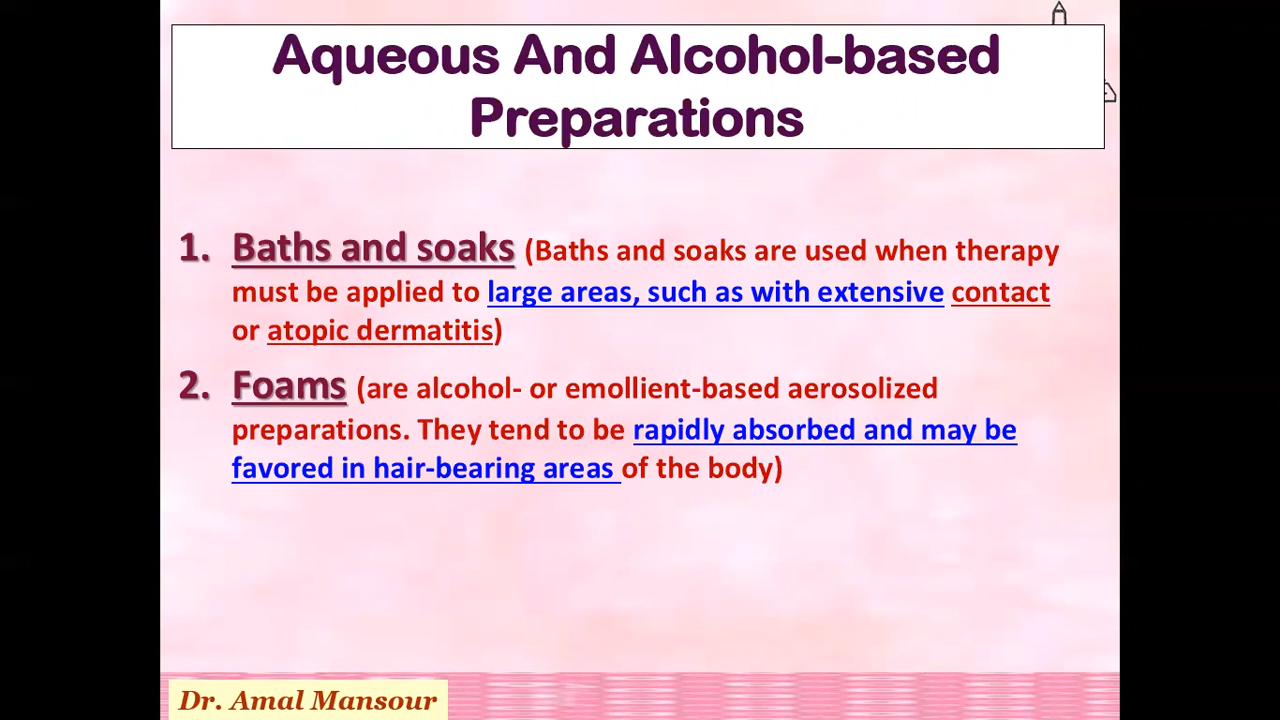 Aqueous And Alcohol-based
Preparations
1. Baths and soaks (Baths and soaks are used when therapy
must be applied to large areas, such as with extensive contact
or atopic dermatitis)
2. Foams (are alcohol- or emollient-based aerosolized
preparations. They tend to be rapidly absorbed and may be
favored in hair-bearing areas of the body)
Dr. Amal Mansour